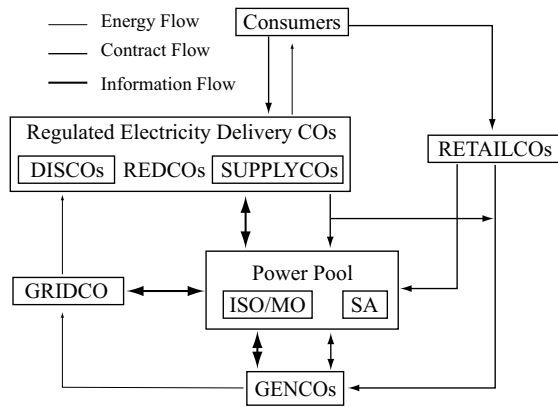 Energy Flow
Contract Flow
Information Flow
Consumers
Regulated Electricity Delivery COs
DISCOs REDCOs SUPPLYCOs
RETAILCOs
Power Pool
GRIDCO
ISO/MO SA
GENCOs